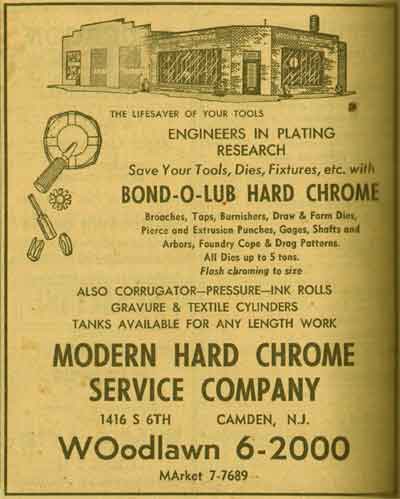 THE LIFESAVER OF YOUR TOOLS
ENGINEERS IN PLATING
RESEARCH
Save Your Tools, Dies, Fixtures, etc. with
BOND-O-LUB HARD CHROME
Broaches, Taps, Burnishers, Draw & Form Dies,
Pierce and Extrusion Punches, Gages, Shafts and
Arbors, Foundry Cope & Drag Patterns.
All Dies up to 5 tons.
Flash chroming to size
ALSO CORRUGATOR—PRESSURE—INK ROLLS
GRAVURE & TEXTILE CYLINDERS
TANKS AVAILABLE FOR ANY LENGTH WORK
MODERN HARD CHROME
SERVICE COMPANY
1416 S 6TH CAMDEN, N.J.
WOodlawn 6-2000
MArket 7-7689